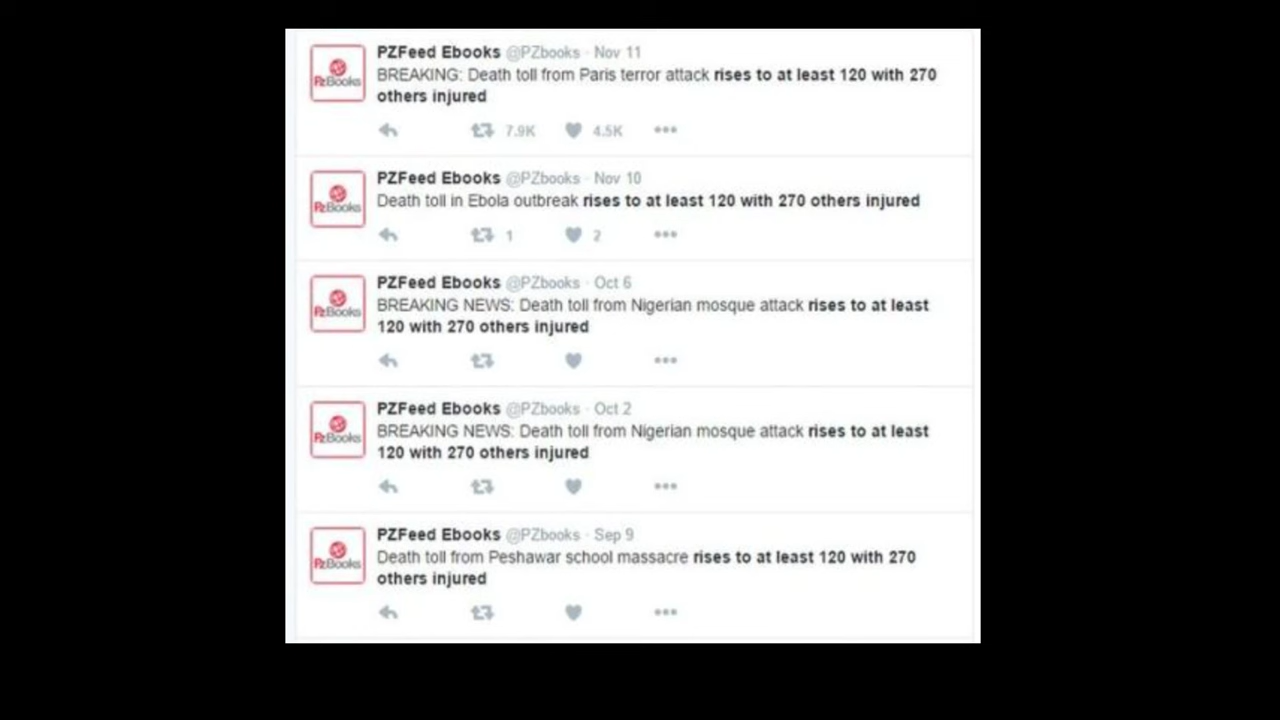 PZFeed Ebooks @PZbooks · Nov 11
BREAKING: Death toll from Paris terror attack rises to at least 120 with 270
others injured
7.9K 4.5K
PZBooks
PZFeed Ebooks @PZbooks · Nov 10
Death toll in Ebola outbreak rises to at least 120 with 270 others injured
1 2
PZBooks
PZFeed Ebooks @PZbooks · Oct 6
BREAKING NEWS: Death toll from Nigerian mosque attack rises to at least
120 with 270 others injured
PZBooks
PZFeed Ebooks @PZbooks · Oct 2
BREAKING NEWS: Death toll from Nigerian mosque attack rises to at least
120 with 270 others injured
PZBooks
PZFeed Ebooks @PZbooks · Sep 9
Death toll from Peshawar school massacre rises to at least 120 with 270
others injured
PZBooks